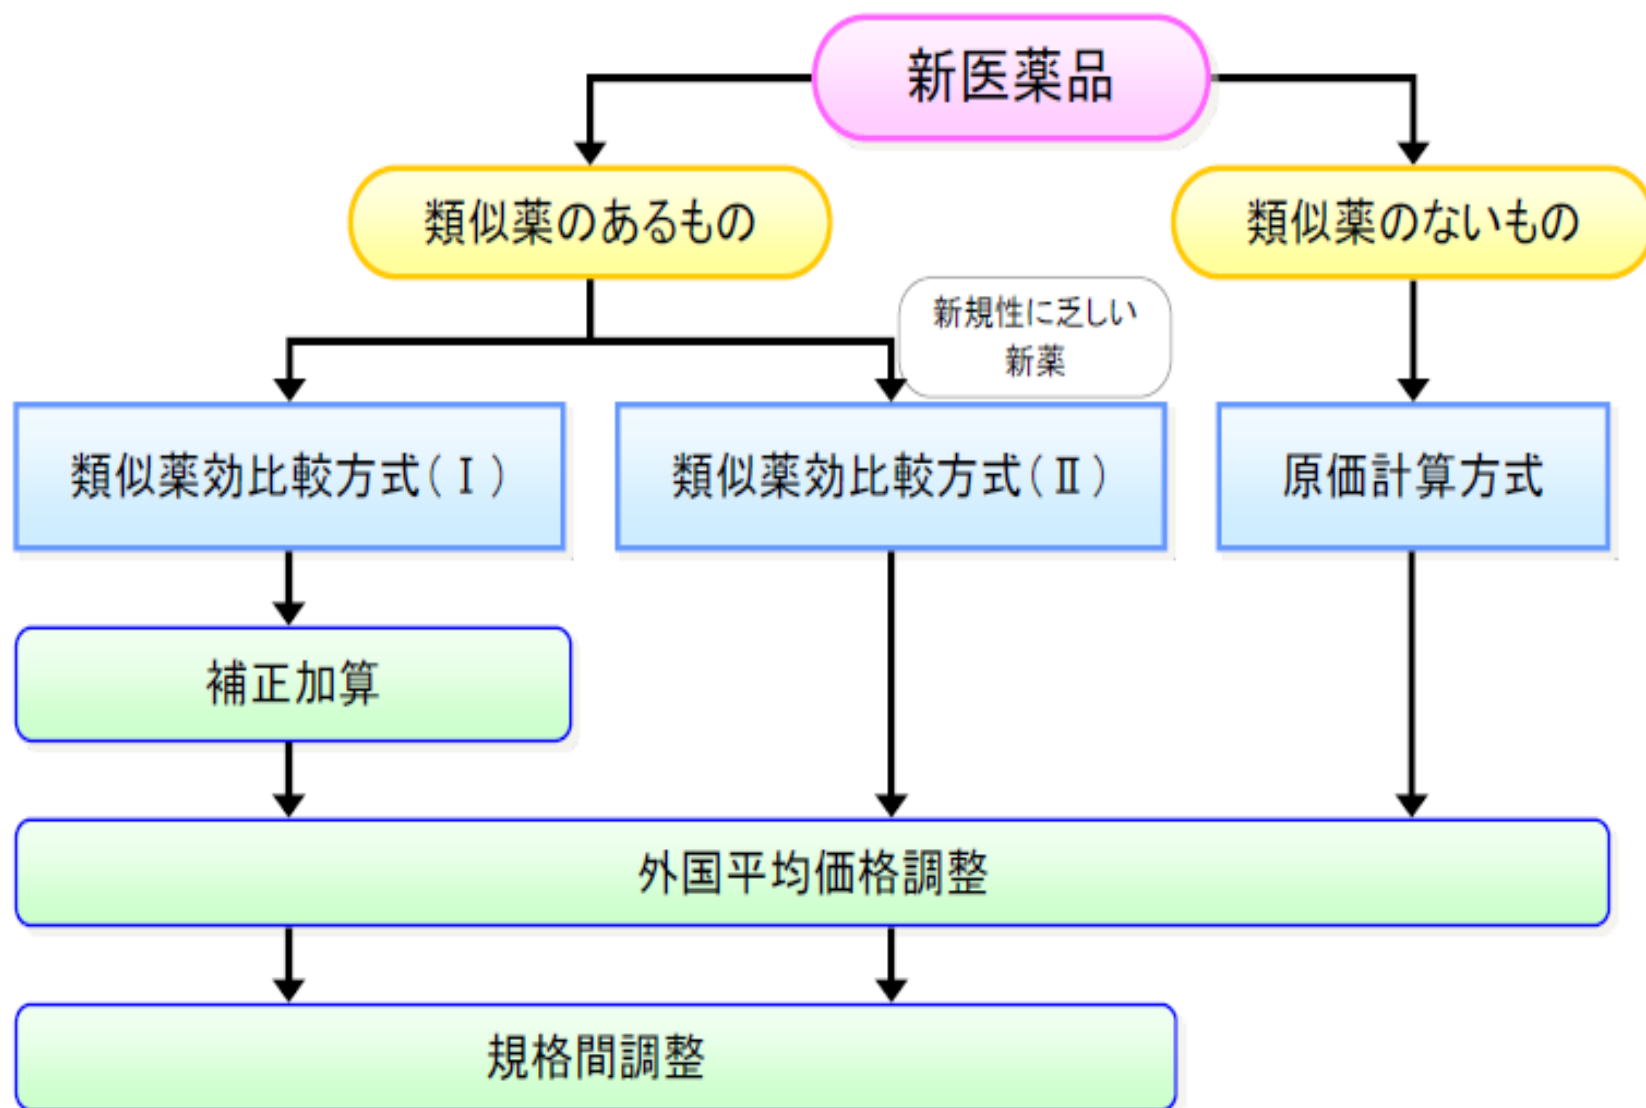 新医薬品
類似薬のあるもの
類似薬のないもの
新規性に乏しい
新薬
類似薬効比較方式(Ⅰ)
類似薬効比較方式(Ⅱ)
原価計算方式
補正加算
外国平均価格調整
規格間調整